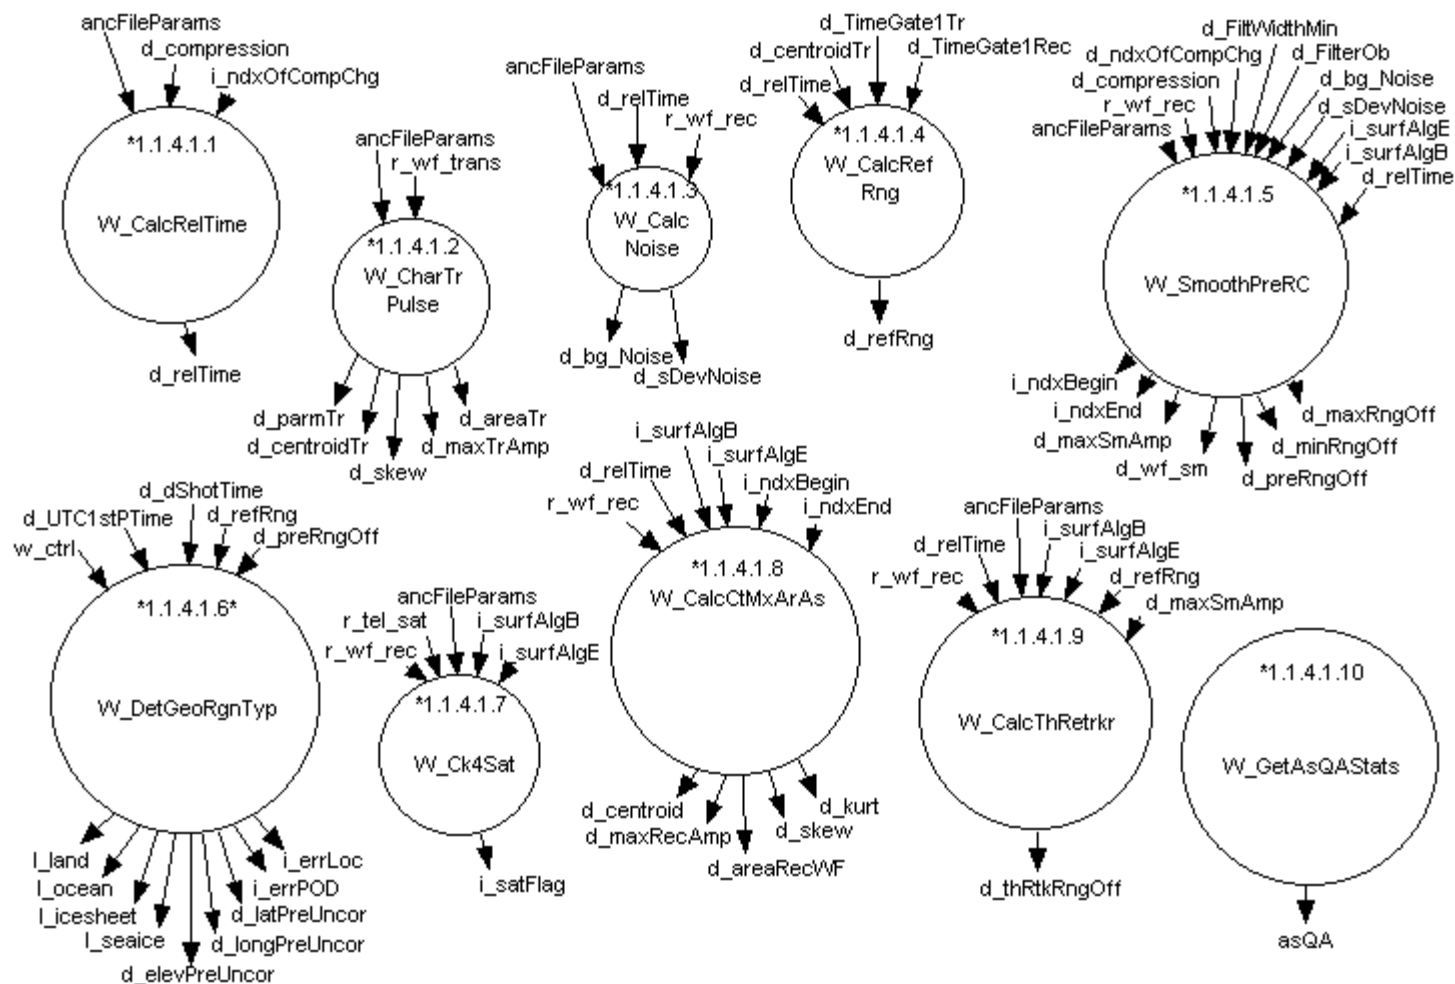 ancFileParams
d_compression
i_ndxOfCompChg
*1.1.4.1.1
W_CalcRelTime
d_relTime
ancFileParams
r_wf_trans
*1.1.4.1.2
W_CharTr
Pulse
d_parmTr
d_centroidTr
d_skew
d_maxTrAmp
d_areaTr
ancFileParams
d_relTime
r_wf_rec
*1.1.4.1.3
W_Calc
Noise
d_bg_Noise
d_sDevNoise
d_TimeGate1Tr
d_centroidTr
d_TimeGate1Rec
d_relTime
*1.1.4.1.4
W_CalcRef
Rng
d_refRng
d_FiltWidthMin
d_ndxOfCompChg
d_FilterOb
d_compression
d_bg_Noise
r_wf_rec
d_sDevNoise
ancFileParams
i_surfAlgE
i_surfAlgB
d_relTime
*1.1.4.1.5
W_SmoothPreRC
i_ndxBegin
i_ndxEnd
d_maxSmAmp
d_wf_sm
d_preRngOff
d_minRngOff
d_maxRngOff
d_dShotTime
d_UTC1stPTime
d_refRng
w_ctrl
d_preRngOff
*1.1.4.1.6*
W_DetGeoRgnTyp
l_land
l_ocean
l_icesheet
l_seaice
d_elevPreUncor
d_longPreUncor
d_latPreUncor
i_errPOD
i_errLoc
ancFileParams
r_tel_sat
i_surfAlgB
r_wf_rec
i_surfAlgE
*1.1.4.1.7
W_Ck4Sat
i_satFlag
i_surfAlgB
i_surfAlgE
d_relTime
i_ndxBegin
r_wf_rec
i_ndxEnd
*1.1.4.1.8
W_CalcCtMxArAs
d_centroid
d_maxRecAmp
d_areaRecWF
d_skew
d_kurt
ancFileParams
i_surfAlgB
d_relTime
i_surfAlgE
r_wf_rec
d_refRng
d_maxSmAmp
*1.1.4.1.9
W_CalcThRetrkr
d_thRtkRngOff
*1.1.4.1.10
W_GetAsQAStats
asQA